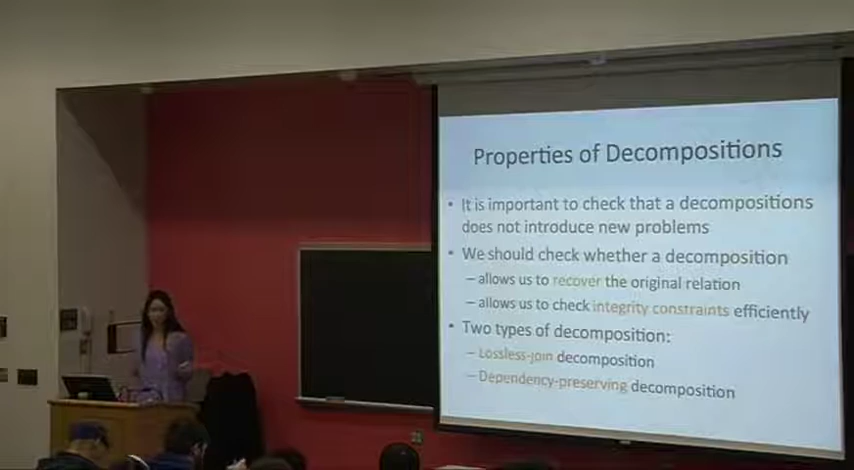 Properties of Decompositions
• It is important to check that a decompositions
does not introduce new problems
• We should check whether a decomposition
– allows us to recover the original relation
– allows us to check integrity constraints efficiently
• Two types of decomposition:
– Lossless-join decomposition
– Dependency-preserving decomposition